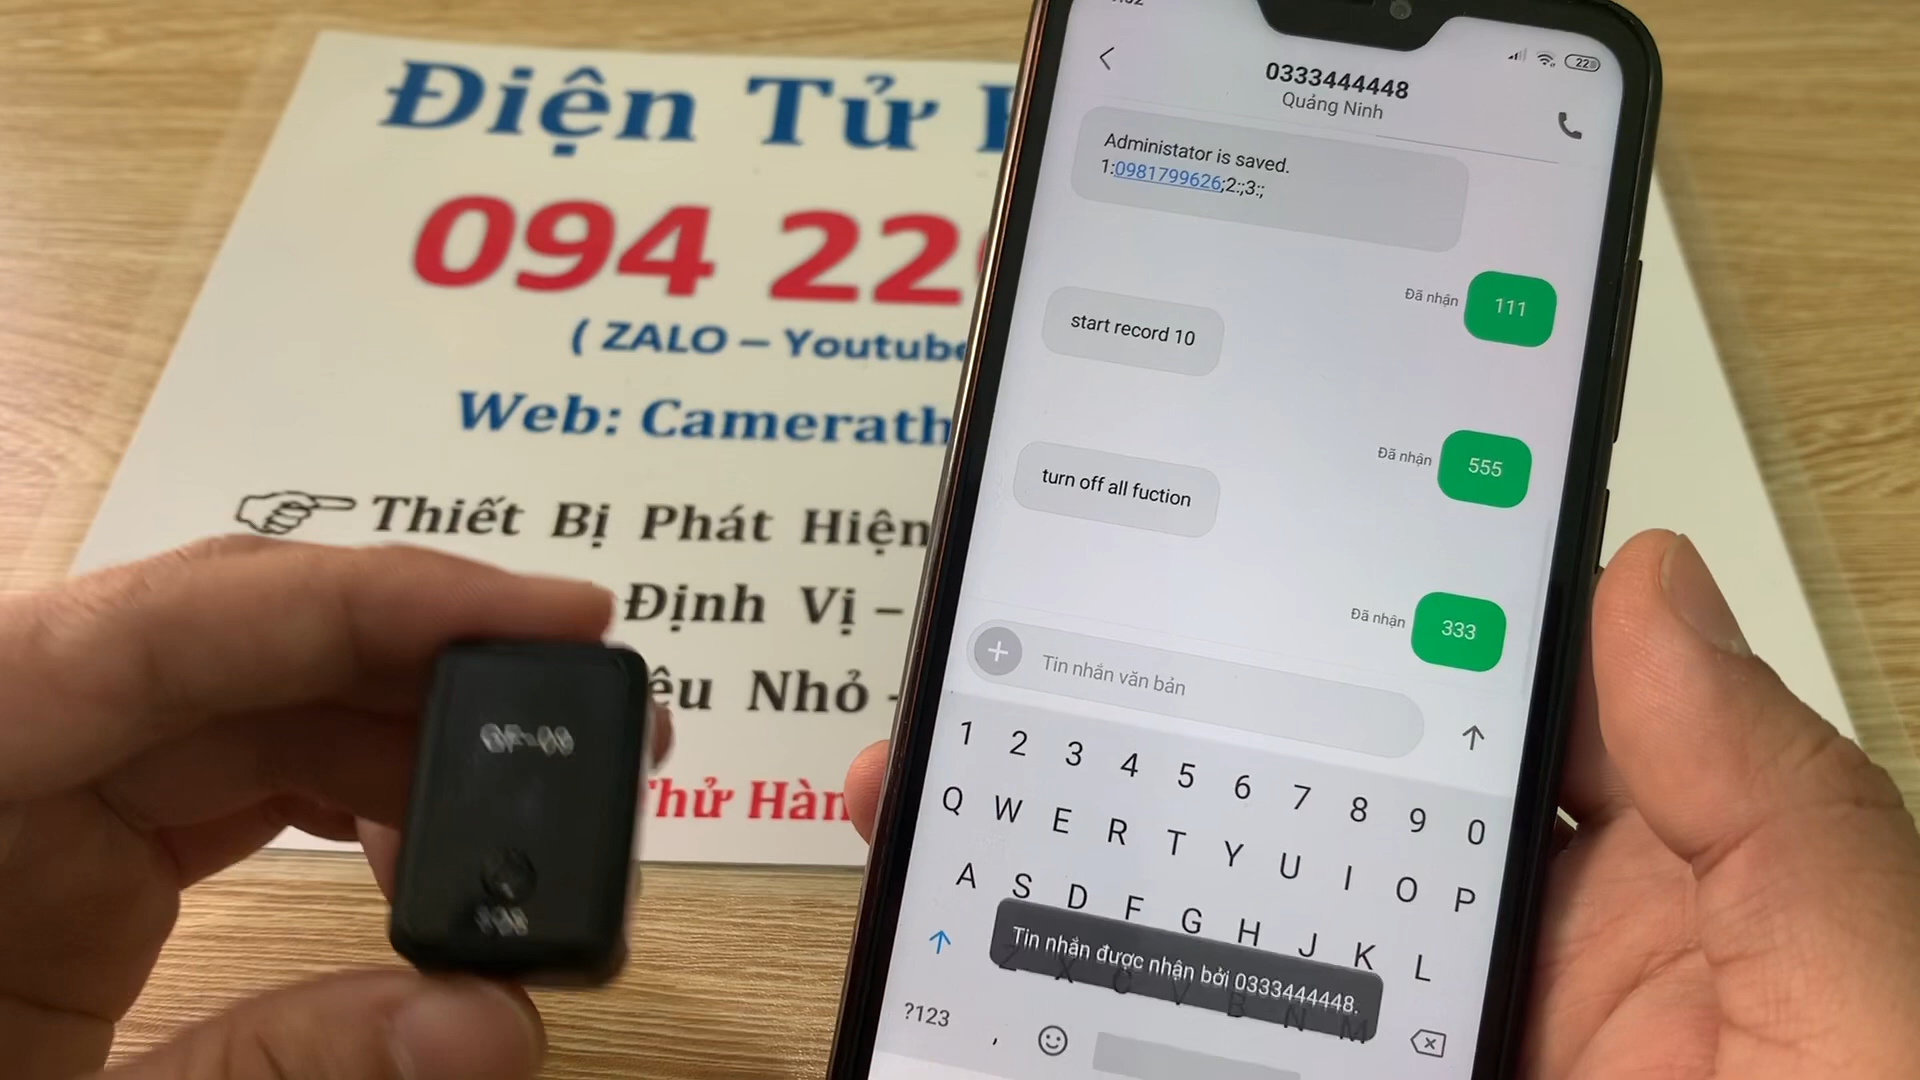 Điện Tử
094 22
( ZALO – Youtube
Web: Camerath
Thiết Bị Phát Hiện
Định Vị –
Nhỏ -
Thử Hàn
0333444448
Quảng Ninh
22
Administator is saved.
1:0981799626;2:;3:;
Đã nhận 111
start record 10
Đã nhận 555
turn off all fuction
Đã nhận 333
Tin nhắn văn bản
1 2 3 4 5 6 7 8 9 0
Q W E R T Y U I O P
A S D F G H J K L
Z X C V B N M
Tin nhắn được nhận bởi 0333444448.
?123 ,